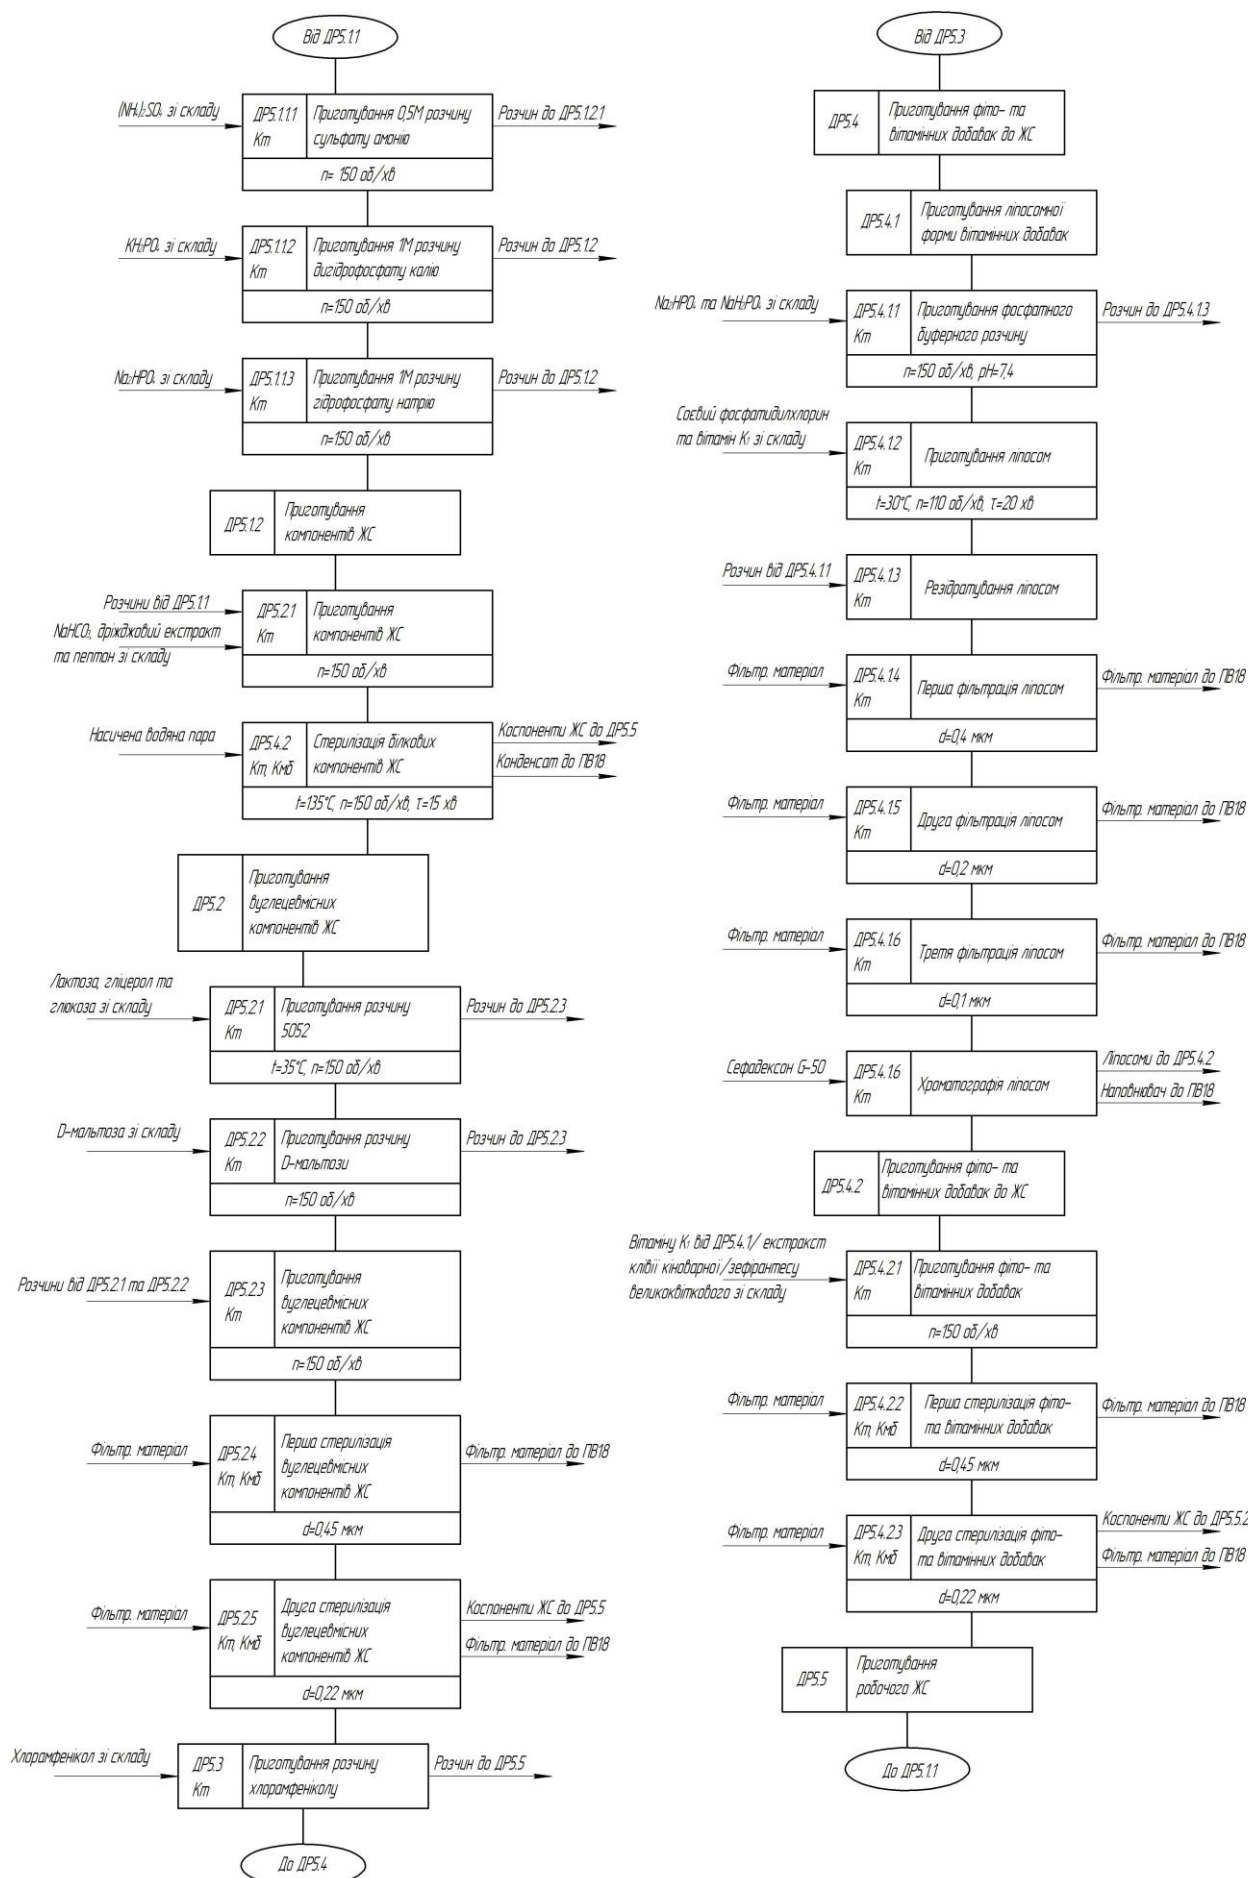 Від ДР5.1.1
(NH₄)₂SO₄ зі складу
ДР5.1.1.1
Км
Приготування 0,5М розчину
сульфату амонію
Розчин до ДР5.1.2.1
n= 150 об/хв
KH₂PO₄ зі складу
ДР5.1.1.2
Км
Приготування 1М розчину
дигідрофосфату калію
Розчин до ДР5.1.2
n=150 об/хв
Na₂HPO₄ зі складу
ДР5.1.1.3
Км
Приготування 1М розчину
гідрофосфату натрію
Розчин до ДР5.1.2
n=150 об/хв
ДР5.1.2
Приготування
компонентів ЖС
Розчини від ДР5.1.1
NaHCO₃, дріжджовий екстракт
та пептон зі складу
ДР5.2.1
Км
Приготування
компонентів ЖС
n=150 об/хв
Насичена водяна пара
ДР5.4.2
Кт, Кмб
Стерилізація білкових
компонентів ЖС
Коспоненти ЖС до ДР5.5
Конденсат до ПВ18
t=135°С, n=150 об/хв, τ=15 хв
ДР5.2
Приготування
вуглецевмісних
компонентів ЖС
Лактоза, гліцерол та
глюкоза зі складу
ДР5.2.1
Кт
Приготування розчину
5052
Розчин до ДР5.2.3
t=35°С, n=150 об/хв
D-мальтоза зі складу
ДР5.2.2
Кт
Приготування розчину
D-мальтози
Розчин до ДР5.2.3
n=150 об/хв
Розчини від ДР5.2.1 та ДР5.2.2
ДР5.2.3
Кт
Приготування
вуглецевмісних
компонентів ЖС
n=150 об/хв
Фільтр. матеріал
ДР5.2.4
Кт, Кмб
Перша стерилізація
вуглецевмісних
компонентів ЖС
Фільтр. матеріал до ПВ18
d=0,45 мкм
Фільтр. матеріал
ДР5.2.5
Кт, Кмб
Друга стерилізація
вуглецевмісних
компонентів ЖС
Коспоненти ЖС до ДР5.5
Фільтр. матеріал до ПВ18
d=0,22 мкм
Хлорамфенікол зі складу
ДР5.3
Кт
Приготування розчину
хлорамфеніколу
Розчин до ДР5.5
До ДР5.4
Від ДР5.3
ДР5.4
Приготування фіто- та
вітамінних добавак до ЖС
ДР5.4.1
Приготування ліпосомної
форми вітамінних добавак
Na₂HPO₄ та NaH₂PO₄ зі складу
ДР5.4.1.1
Кт
Приготування фосфатного
буферного розчину
Розчин до ДР5.4.1.3
n=150 об/хв, pH=7,4
Соєвий фосфатидилхлорин
та вітамін К₁ зі складу
ДР5.4.1.2
Кт
Приготування ліпосом
t=30°С, n=110 об/хв, τ=20 хв
Розчин від ДР5.4.1.1
ДР5.4.1.3
Кт
Резідратування ліпосом
Фільтр. матеріал
ДР5.4.1.4
Кт
Перша фільтрація ліпосом
Фільтр. матеріал до ПВ18
d=0,4 мкм
Фільтр. матеріал
ДР5.4.1.5
Кт
Друга фільтрація ліпосом
Фільтр. матеріал до ПВ18
d=0,2 мкм
Фільтр. матеріал
ДР5.4.1.6
Кт
Третя фільтрація ліпосом
Фільтр. матеріал до ПВ18
d=0,1 мкм
Сефадексон G-50
ДР5.4.1.6
Кт
Хроматографія ліпосом
Ліпосоми до ДР5.4.2
Наповнювач до ПВ18
ДР5.4.2
Приготування фіто- та
вітамінних добавак до ЖС
Вітаміну К₁ від ДР5.4.1/ екстракст
клівії кіноварної/зефірантесу
великоквіткового зі складу
ДР5.4.2.1
Кт
Приготування фіто- та
вітамінних добавак
n=150 об/хв
Фільтр. матеріал
ДР5.4.2.2
Кт, Кмб
Перша стерилізація фіто-
та вітамінних добавак
Фільтр. матеріал до ПВ18
d=0,45 мкм
Фільтр. матеріал
ДР5.4.2.3
Кт, Кмб
Друга стерилізація фіто-
та вітамінних добавак
Коспоненти ЖС до ДР5.5.2
Фільтр. матеріал до ПВ18
d=0,22 мкм
ДР5.5
Приготування
робочого ЖС
До ДР5.1.1